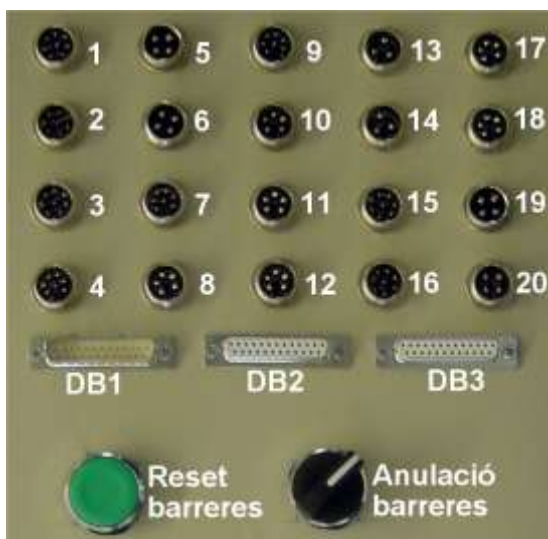 1 5 9 13 17
2 6 10 14 18
3 7 11 15 19
4 8 12 16 20
DB1 DB2 DB3
Reset Anulació
barreres barreres